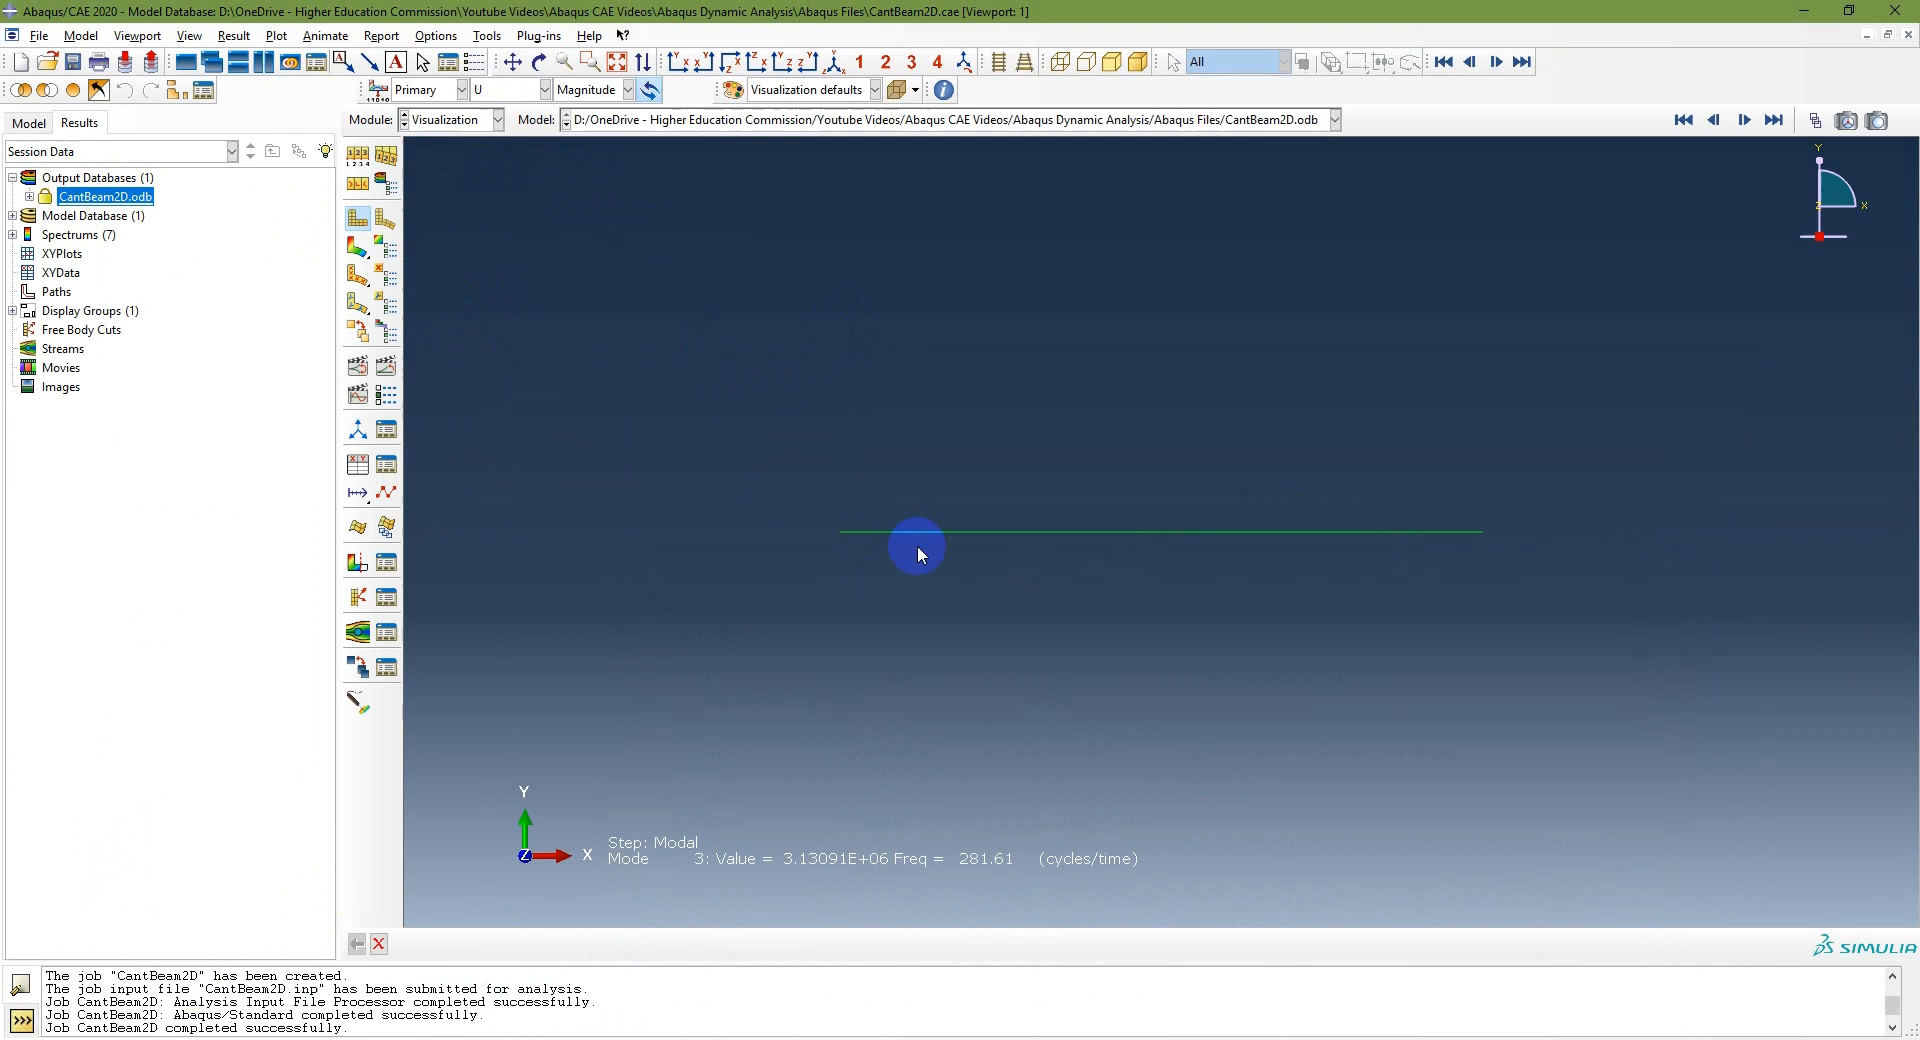 Abaqus/CAE 2020 - Model Database: D:\OneDrive - Higher Education Commission\Youtube Videos\Abaqus CAE Videos\Abaqus Dynamic Analysis\Abaqus Files\CantBeam2D.cae [Viewport: 1]
File Model Viewport View Result Plot Animate Report Options Tools Plug-ins Help
1 2 3 4 All
Primary U Magnitude Visualization defaults
Model Results Module: Visualization Model: D:/OneDrive - Higher Education Commission/Youtube Videos/Abaqus CAE Videos/Abaqus Dynamic Analysis/Abaqus Files/CantBeam2D.odb
Session Data
Output Databases (1)
CantBeam2D.odb
Model Database (1)
Spectrums (7)
XYPlots
XYData
Paths
Display Groups (1)
Free Body Cuts
Streams
Movies
Images
Y
Z
X
Y
Z
X
Step: Modal
Mode 3: Value = 3.13091E+06 Freq = 281.61 (cycles/time)
SIMULIA
The job "CantBeam2D" has been created.
The job input file "CantBeam2D.inp" has been submitted for analysis.
Job CantBeam2D: Analysis Input File Processor completed successfully.
Job CantBeam2D: Abaqus/Standard completed successfully.
Job CantBeam2D completed successfully.